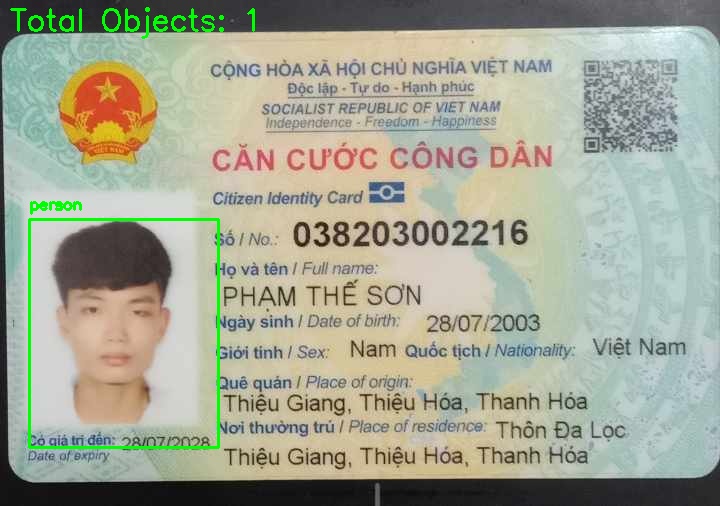 Total Objects: 1
CỘNG HÒA XÃ HỘI CHỦ NGHĨA VIỆT NAM
Độc lập - Tự do - Hạnh phúc
SOCIALIST REPUBLIC OF VIET NAM
Independence - Freedom - Happiness
CĂN CƯỚC CÔNG DÂN
Citizen Identity Card
person
Số / No.: 038203002216
Họ và tên / Full name:
PHẠM THẾ SƠN
Ngày sinh / Date of birth: 28/07/2003
Giới tính / Sex: Nam Quốc tịch / Nationality: Việt Nam
Quê quán / Place of origin:
Thiệu Giang, Thiệu Hóa, Thanh Hóa
Nơi thường trú / Place of residence: Thôn Đa Lọc
Thiệu Giang, Thiệu Hóa, Thanh Hóa
Có giá trị đến: 28/07/2028
Date of expiry